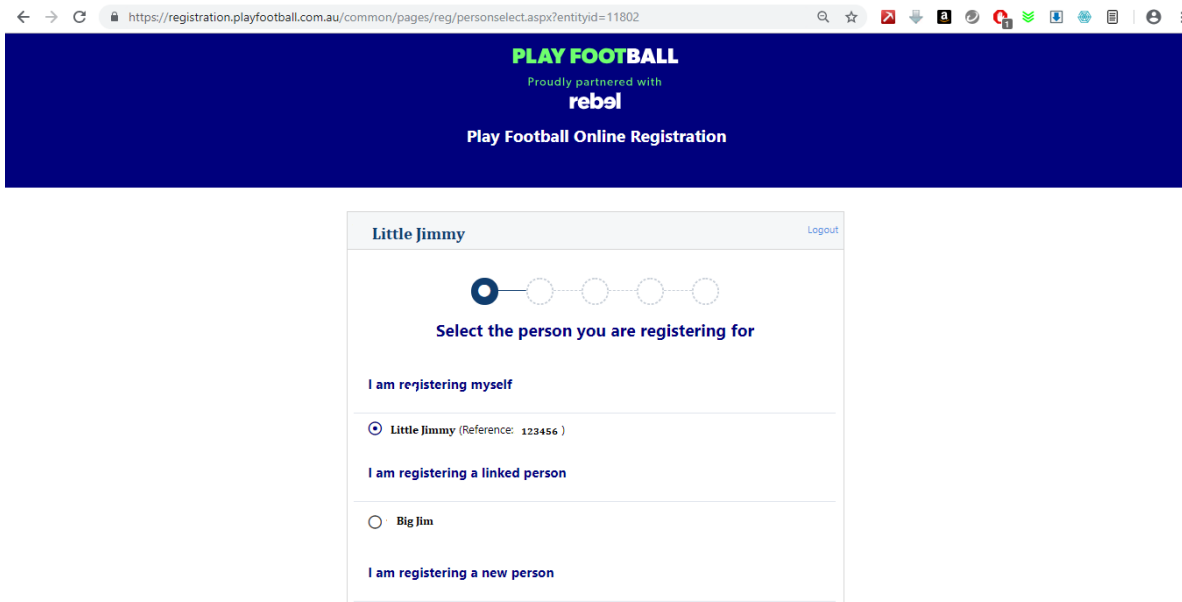 https://registration.playfootball.com.au/common/pages/reg/personselect.aspx?entityid=11802
a
1
PLAY FOOTBALL
Proudly partnered with
rebel
Play Football Online Registration
Little Jimmy Logout
Select the person you are registering for
I am registering myself
Little Jimmy (Reference: 123456 )
I am registering a linked person
Big Jim
I am registering a new person